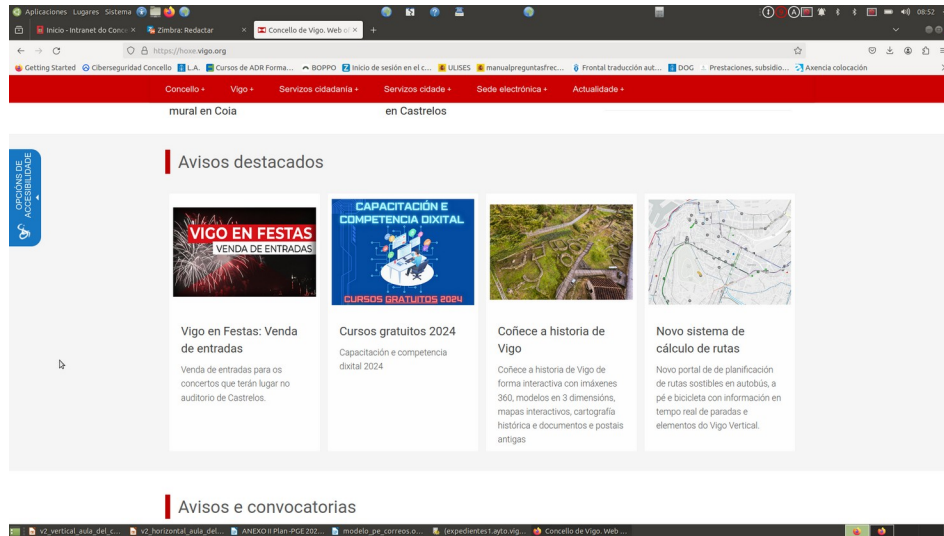 Aplicaciones Lugares Sistema
08:52
Inicio - Intranet do Conc
Zimbra: Redactar
Concello de Vigo. Web of
https://hoxe.vigo.org
Getting Started Ciberseguridad Concello L.A. Cursos de ADR Forma... BOPPO Inicio de sesión en el c... ULISES manualpreguntasfrec... Frontal traducción aut... DOG Prestaciones, subsidio... Axencia colocación
Concello + Vigo + Servizos cidadanía + Servizos cidade + Sede electrónica + Actualidade +
mural en Coia
en Castrelos
OPCIÓNS DE
ACCESIBILIDADE
Avisos destacados
VIGO EN FESTAS
VENDA DE ENTRADAS
Vigo en Festas: Venda
de entradas
Venda de entradas para os
concertos que terán lugar no
auditorio de Castrelos.
CAPACITACIÓN E
COMPETENCIA DIXITAL
CURSOS GRATUITOS 2024
Cursos gratuitos 2024
Capacitación e competencia
dixital 2024
Coñece a historia de
Vigo
Coñece a historia de Vigo de
forma interactiva con imáxenes
360, modelos en 3 dimensións,
mapas interactivos, cartografía
histórica e documentos e postais
antigas
Novo sistema de
cálculo de rutas
Novo portal de de planificación
de rutas sostibles en autobús, a
pé e bicicleta con información en
tempo real de paradas e
elementos do Vigo Vertical.
Avisos e convocatorias
v2_vertical_aula_del_c... v2_horizontal_aula_del... ANEXO II Plan-PGE 202... modelo_pe_correos.o... (expedientes1.ayto.vig... Concello de Vigo. Web ...